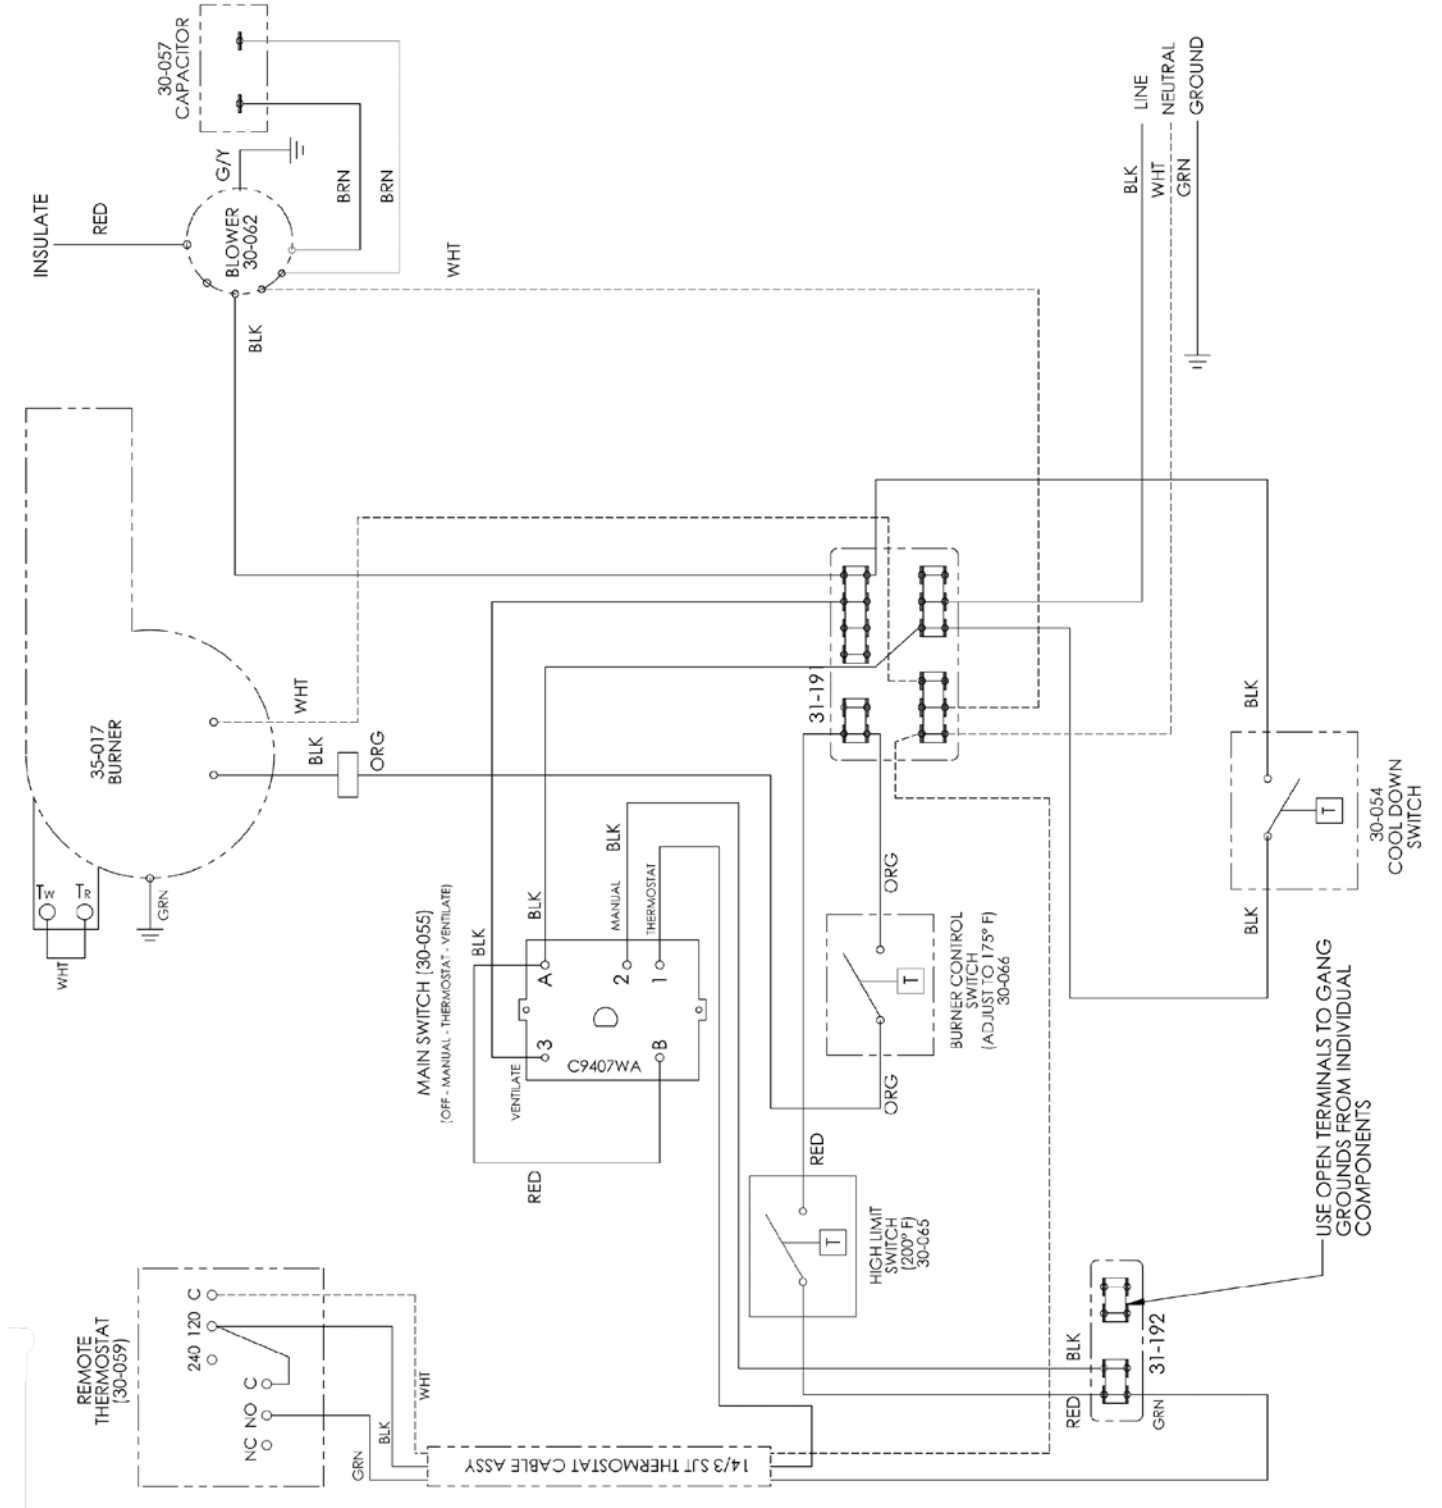 30-057
CAPACITOR
INSULATE
RED
G/Y
BLOWER
30-062
BRN
BRN
BLK
WHT
LINE
NEUTRAL
GROUND
BLK
WHT
GRN
35-017
BURNER
WHT
BLK
ORG
TW
TR
WHT
GRN
31-191
MAIN SWITCH (30-055)
(OFF - MANUAL - THERMOSTAT - VENTILATE)
BLK
BLK
BLK
MANUAL
THERMOSTAT
A
2
1
D
3
B
C9407WA
VENTILATE
RED
ORG
T
BURNER CONTROL
SWITCH
(ADJUST TO 175° F)
30-066
ORG
BLK
T
30-054
COOL DOWN
SWITCH
BLK
RED
T
HIGH LIMIT
SWITCH
(200° F)
30-065
USE OPEN TERMINALS TO GANG
GROUNDS FROM INDIVIDUAL
COMPONENTS
REMOTE
THERMOSTAT
(30-059)
240 120 C
NC NO C
WHT
BLK
GRN
14/3 SJT THERMOSTAT CABLE ASSY
BLK
RED
GRN
31-192